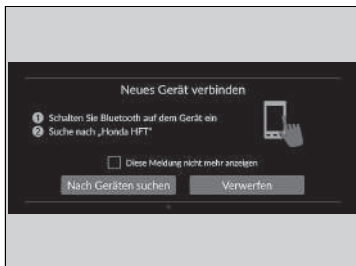 Neues Gerät verbinden
1 Schalten Sie Bluetooth auf dem Gerät ein
2 Suche nach „Honda HFT"
Diese Meldung nicht mehr anzeigen
Nach Geräten suchen Verwerfen